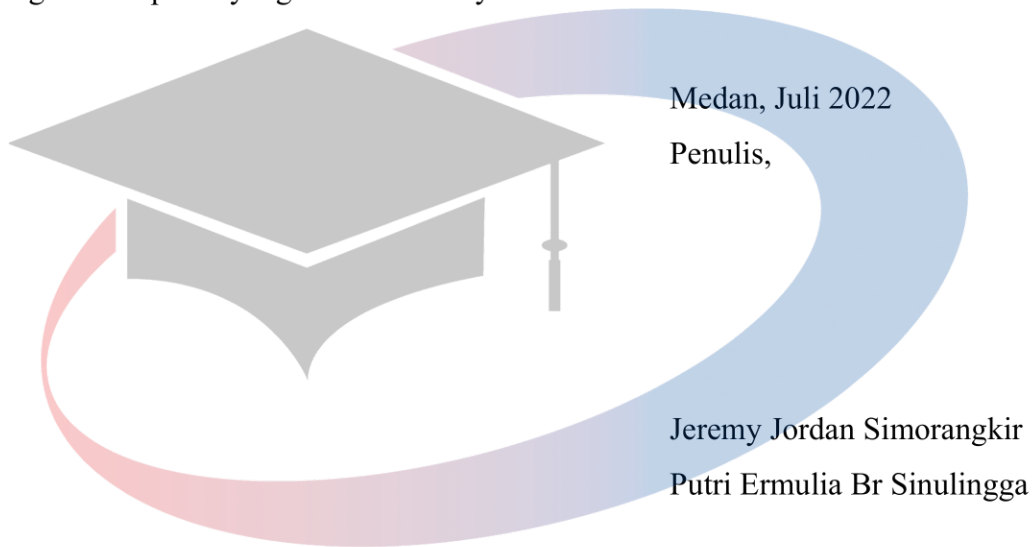 Medan, Juli 2022
Penulis,
Jeremy Jordan Simorangkir
Putri Ermulia Br Sinulingga